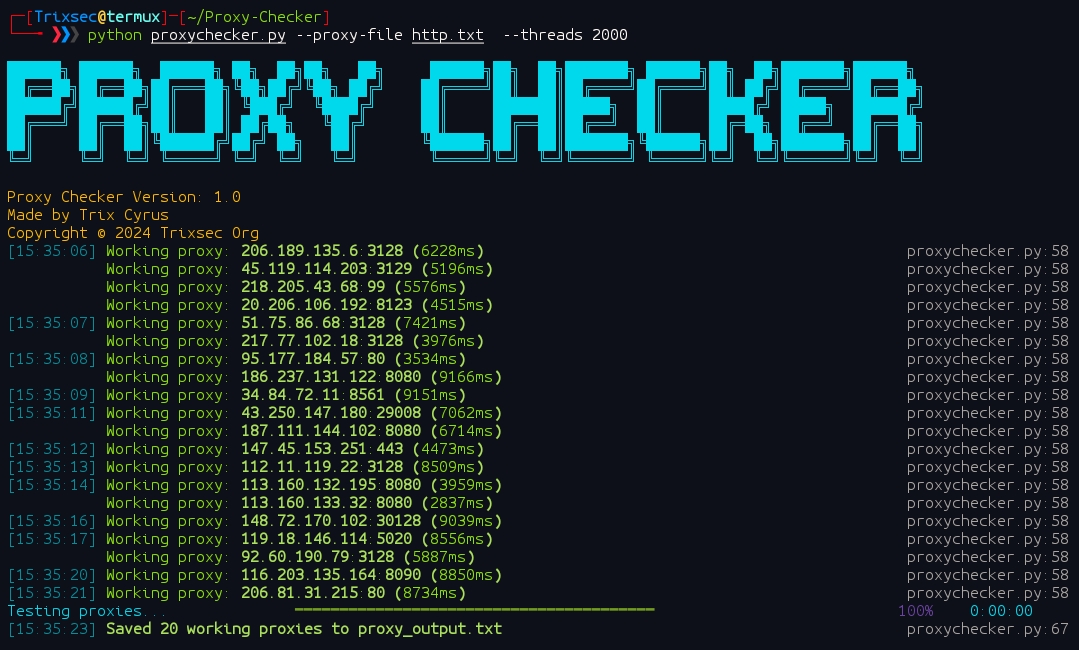 [Trixsec@termux]-[~/Proxy-Checker]
python proxychecker.py --proxy-file http.txt  --threads 2000
PROXY CHECKER
Proxy Checker Version: 1.0
Made by Trix Cyrus
Copyright © 2024 Trixsec Org
[15:35:06] Working proxy: 206.189.135.6:3128 (6228ms) proxychecker.py:58
Working proxy: 45.119.114.203:3129 (5196ms) proxychecker.py:58
Working proxy: 218.205.43.68:99 (5576ms) proxychecker.py:58
Working proxy: 20.206.106.192:8123 (4515ms) proxychecker.py:58
[15:35:07] Working proxy: 51.75.86.68:3128 (7421ms) proxychecker.py:58
Working proxy: 217.77.102.18:3128 (3976ms) proxychecker.py:58
[15:35:08] Working proxy: 95.177.184.57:80 (3534ms) proxychecker.py:58
Working proxy: 186.237.131.122:8080 (9166ms) proxychecker.py:58
[15:35:09] Working proxy: 34.84.72.11:8561 (9151ms) proxychecker.py:58
[15:35:11] Working proxy: 43.250.147.180:29008 (7062ms) proxychecker.py:58
Working proxy: 187.111.144.102:8080 (6714ms) proxychecker.py:58
[15:35:12] Working proxy: 147.45.153.251:443 (4473ms) proxychecker.py:58
[15:35:13] Working proxy: 112.11.119.22:3128 (8509ms) proxychecker.py:58
[15:35:14] Working proxy: 113.160.132.195:8080 (3959ms) proxychecker.py:58
Working proxy: 113.160.133.32:8080 (2837ms) proxychecker.py:58
[15:35:16] Working proxy: 148.72.170.102:30128 (9039ms) proxychecker.py:58
[15:35:17] Working proxy: 119.18.146.114:5020 (8556ms) proxychecker.py:58
Working proxy: 92.60.190.79:3128 (5887ms) proxychecker.py:58
[15:35:20] Working proxy: 116.203.135.164:8090 (8850ms) proxychecker.py:58
[15:35:21] Working proxy: 206.81.31.215:80 (8734ms) proxychecker.py:58
Testing proxies... 100% 0:00:00
[15:35:23] Saved 20 working proxies to proxy_output.txt proxychecker.py:67